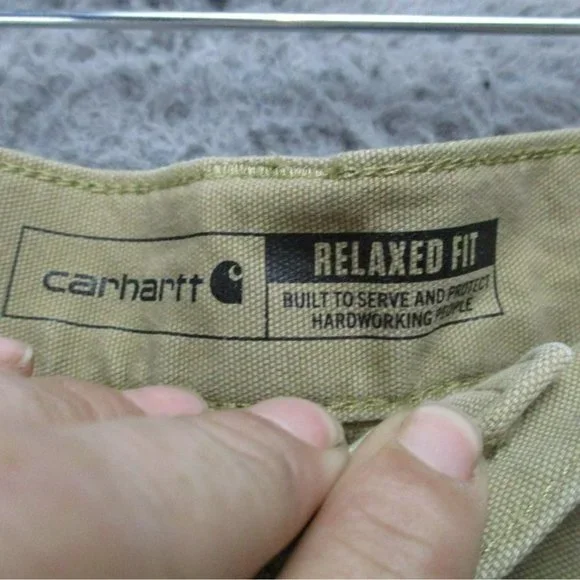 carhartt
RELAXED FIT
BUILT TO SERVE AND PROTECT
HARDWORKING PEOPLE